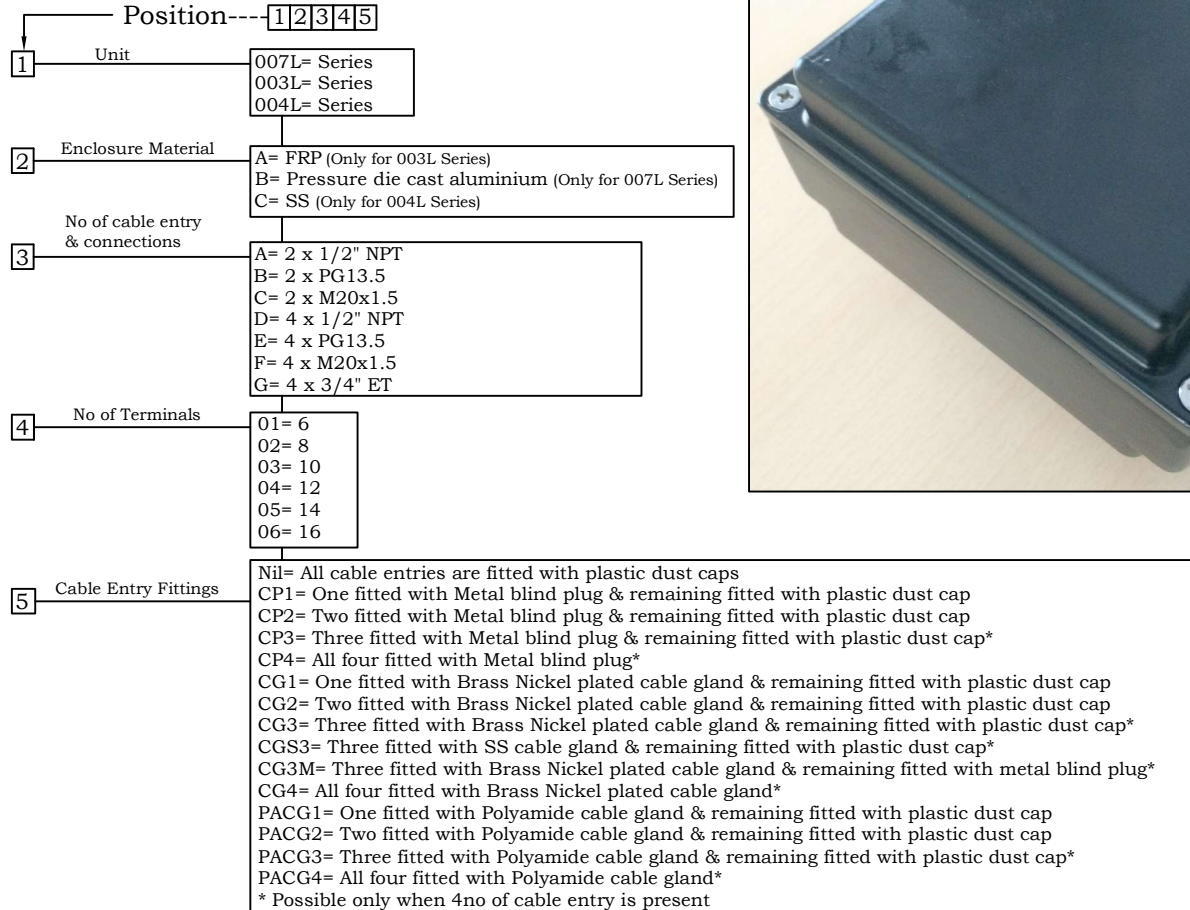 Position----12345
1 Unit
007L= Series
003L= Series
004L= Series
2 Enclosure Material
A= FRP (Only for 003L Series)
B= Pressure die cast aluminium (Only for 007L Series)
C= SS (Only for 004L Series)
3 No of cable entry
& connections
A= 2 x 1/2" NPT
B= 2 x PG13.5
C= 2 x M20x1.5
D= 4 x 1/2" NPT
E= 4 x PG13.5
F= 4 x M20x1.5
G= 4 x 3/4" ET
4 No of Terminals
01= 6
02= 8
03= 10
04= 12
05= 14
06= 16
5 Cable Entry Fittings
Nil= All cable entries are fitted with plastic dust caps
CP1= One fitted with Metal blind plug & remaining fitted with plastic dust cap
CP2= Two fitted with Metal blind plug & remaining fitted with plastic dust cap
CP3= Three fitted with Metal blind plug & remaining fitted with plastic dust cap*
CP4= All four fitted with Metal blind plug*
CG1= One fitted with Brass Nickel plated cable gland & remaining fitted with plastic dust cap
CG2= Two fitted with Brass Nickel plated cable gland & remaining fitted with plastic dust cap
CG3= Three fitted with Brass Nickel plated cable gland & remaining fitted with plastic dust cap*
CGS3= Three fitted with SS cable gland & remaining fitted with plastic dust cap*
CG3M= Three fitted with Brass Nickel plated cable gland & remaining fitted with metal blind plug*
CG4= All four fitted with Brass Nickel plated cable gland*
PACG1= One fitted with Polyamide cable gland & remaining fitted with plastic dust cap
PACG2= Two fitted with Polyamide cable gland & remaining fitted with plastic dust cap
PACG3= Three fitted with Polyamide cable gland & remaining fitted with plastic dust cap*
PACG4= All four fitted with Polyamide cable gland*
* Possible only when 4no of cable entry is present